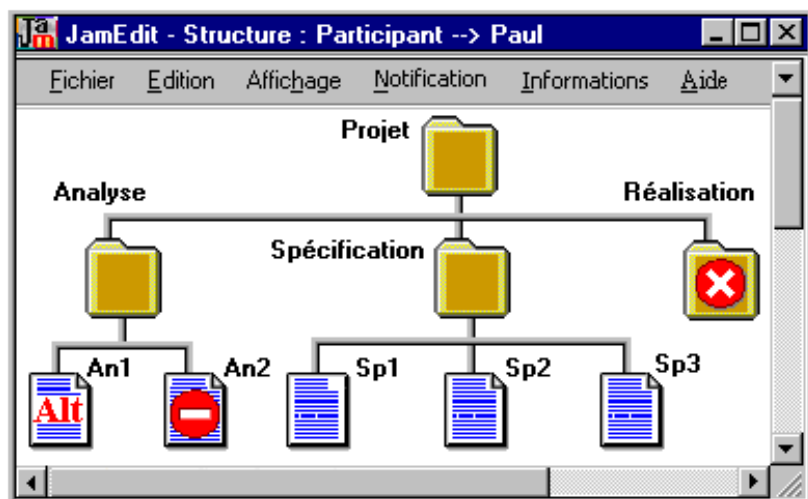 Jam JamEdit - Structure : Participant --> Paul
Fichier Edition Affichage Notification Informations Aide
Projet
Analyse Réalisation
Spécification
An1 An2 Sp1 Sp2 Sp3
Alt